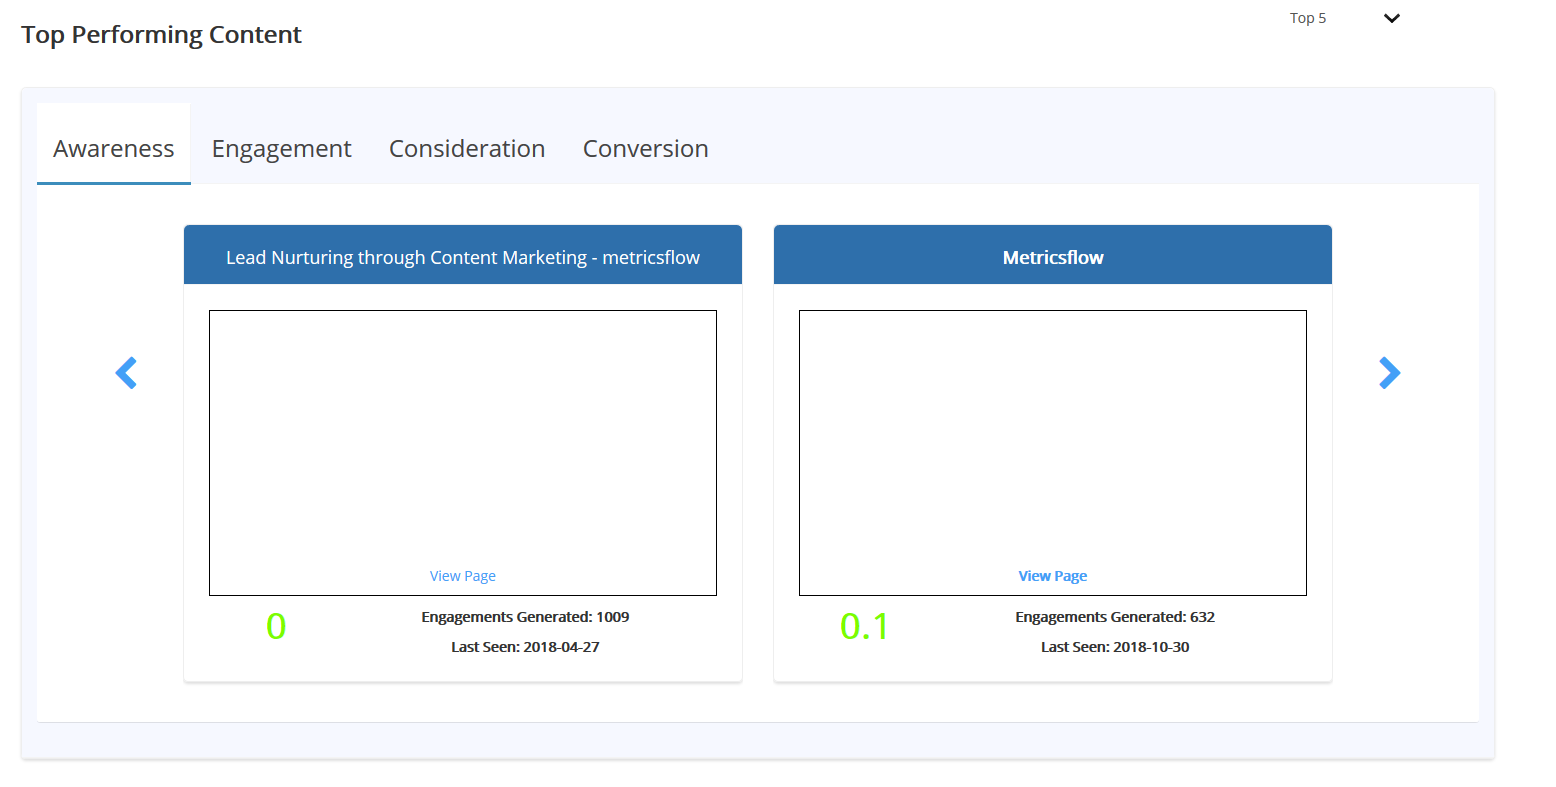 Top 5
Top Performing Content
Awareness
Engagement
Consideration
Conversion
Lead Nurturing through Content Marketing - metricsflow
View Page
0
Engagements Generated: 1009
Last Seen: 2018-04-27
Metricsflow
View Page
0.1
Engagements Generated: 632
Last Seen: 2018-10-30